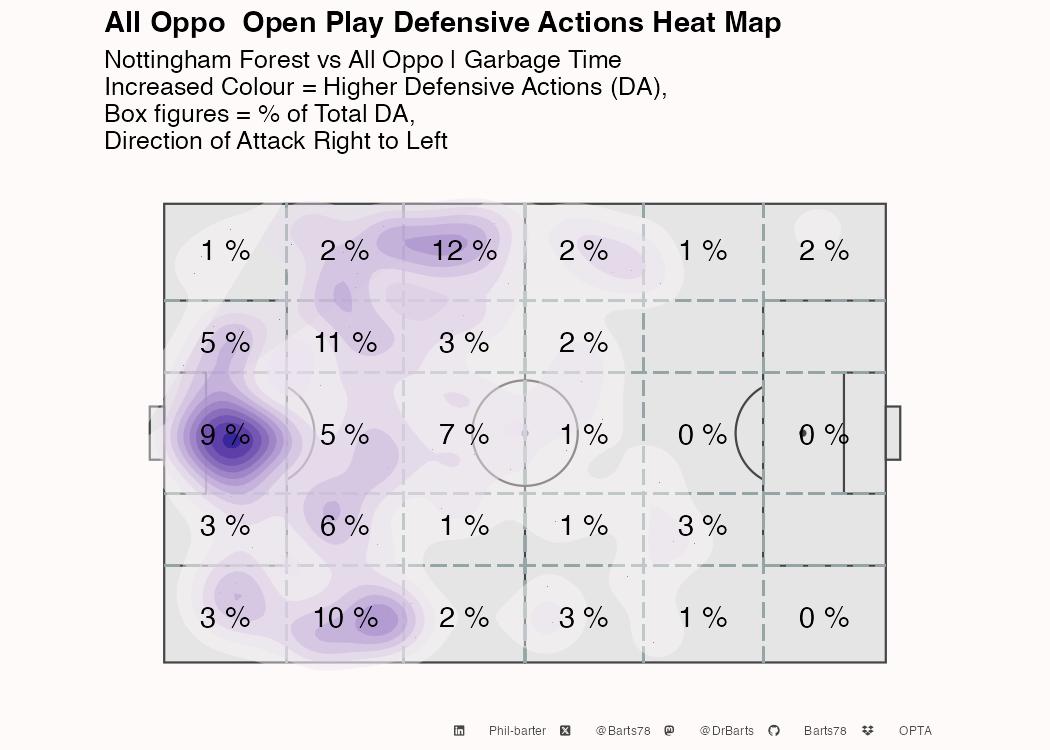 All Oppo  Open Play Defensive Actions Heat Map
Nottingham Forest vs All Oppo | Garbage Time
Increased Colour = Higher Defensive Actions (DA),
Box figures = % of Total DA,
Direction of Attack Right to Left
1 % 2 % 12 % 2 % 1 % 2 %
5 % 11 % 3 % 2 %
9 % 5 % 7 % 1 % 0 % 0 %
3 % 6 % 1 % 1 % 3 %
3 % 10 % 2 % 3 % 1 % 0 %
Phil-barter @Barts78 @DrBarts Barts78 OPTA